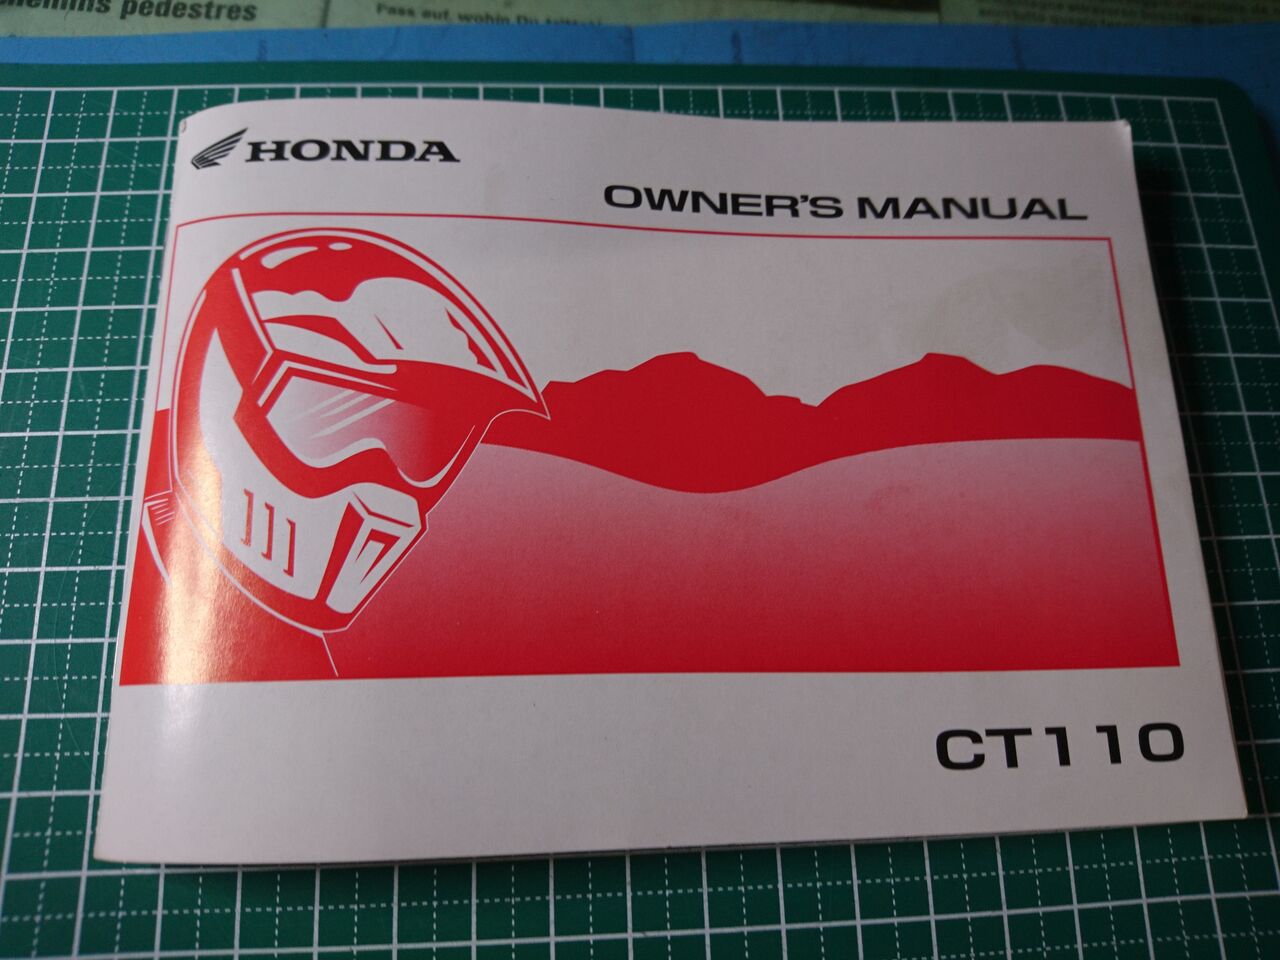 chemins pédestres
Pass auf, wohin Du trittst!
HONDA
OWNER'S MANUAL
CT110